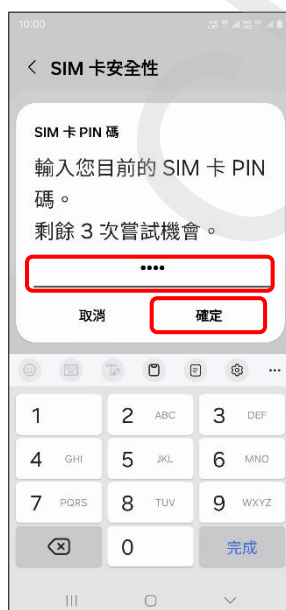 10:00
SIM 卡安全性
SIM 卡 PIN 碼
輸入您目前的 SIM 卡 PIN
碼。
剩餘 3 次嘗試機會。
••••
取消 確定
1 2 ABC 3 DEF
4 GHI 5 JKL 6 MNO
7 PQRS 8 TUV 9 WXYZ
0 完成